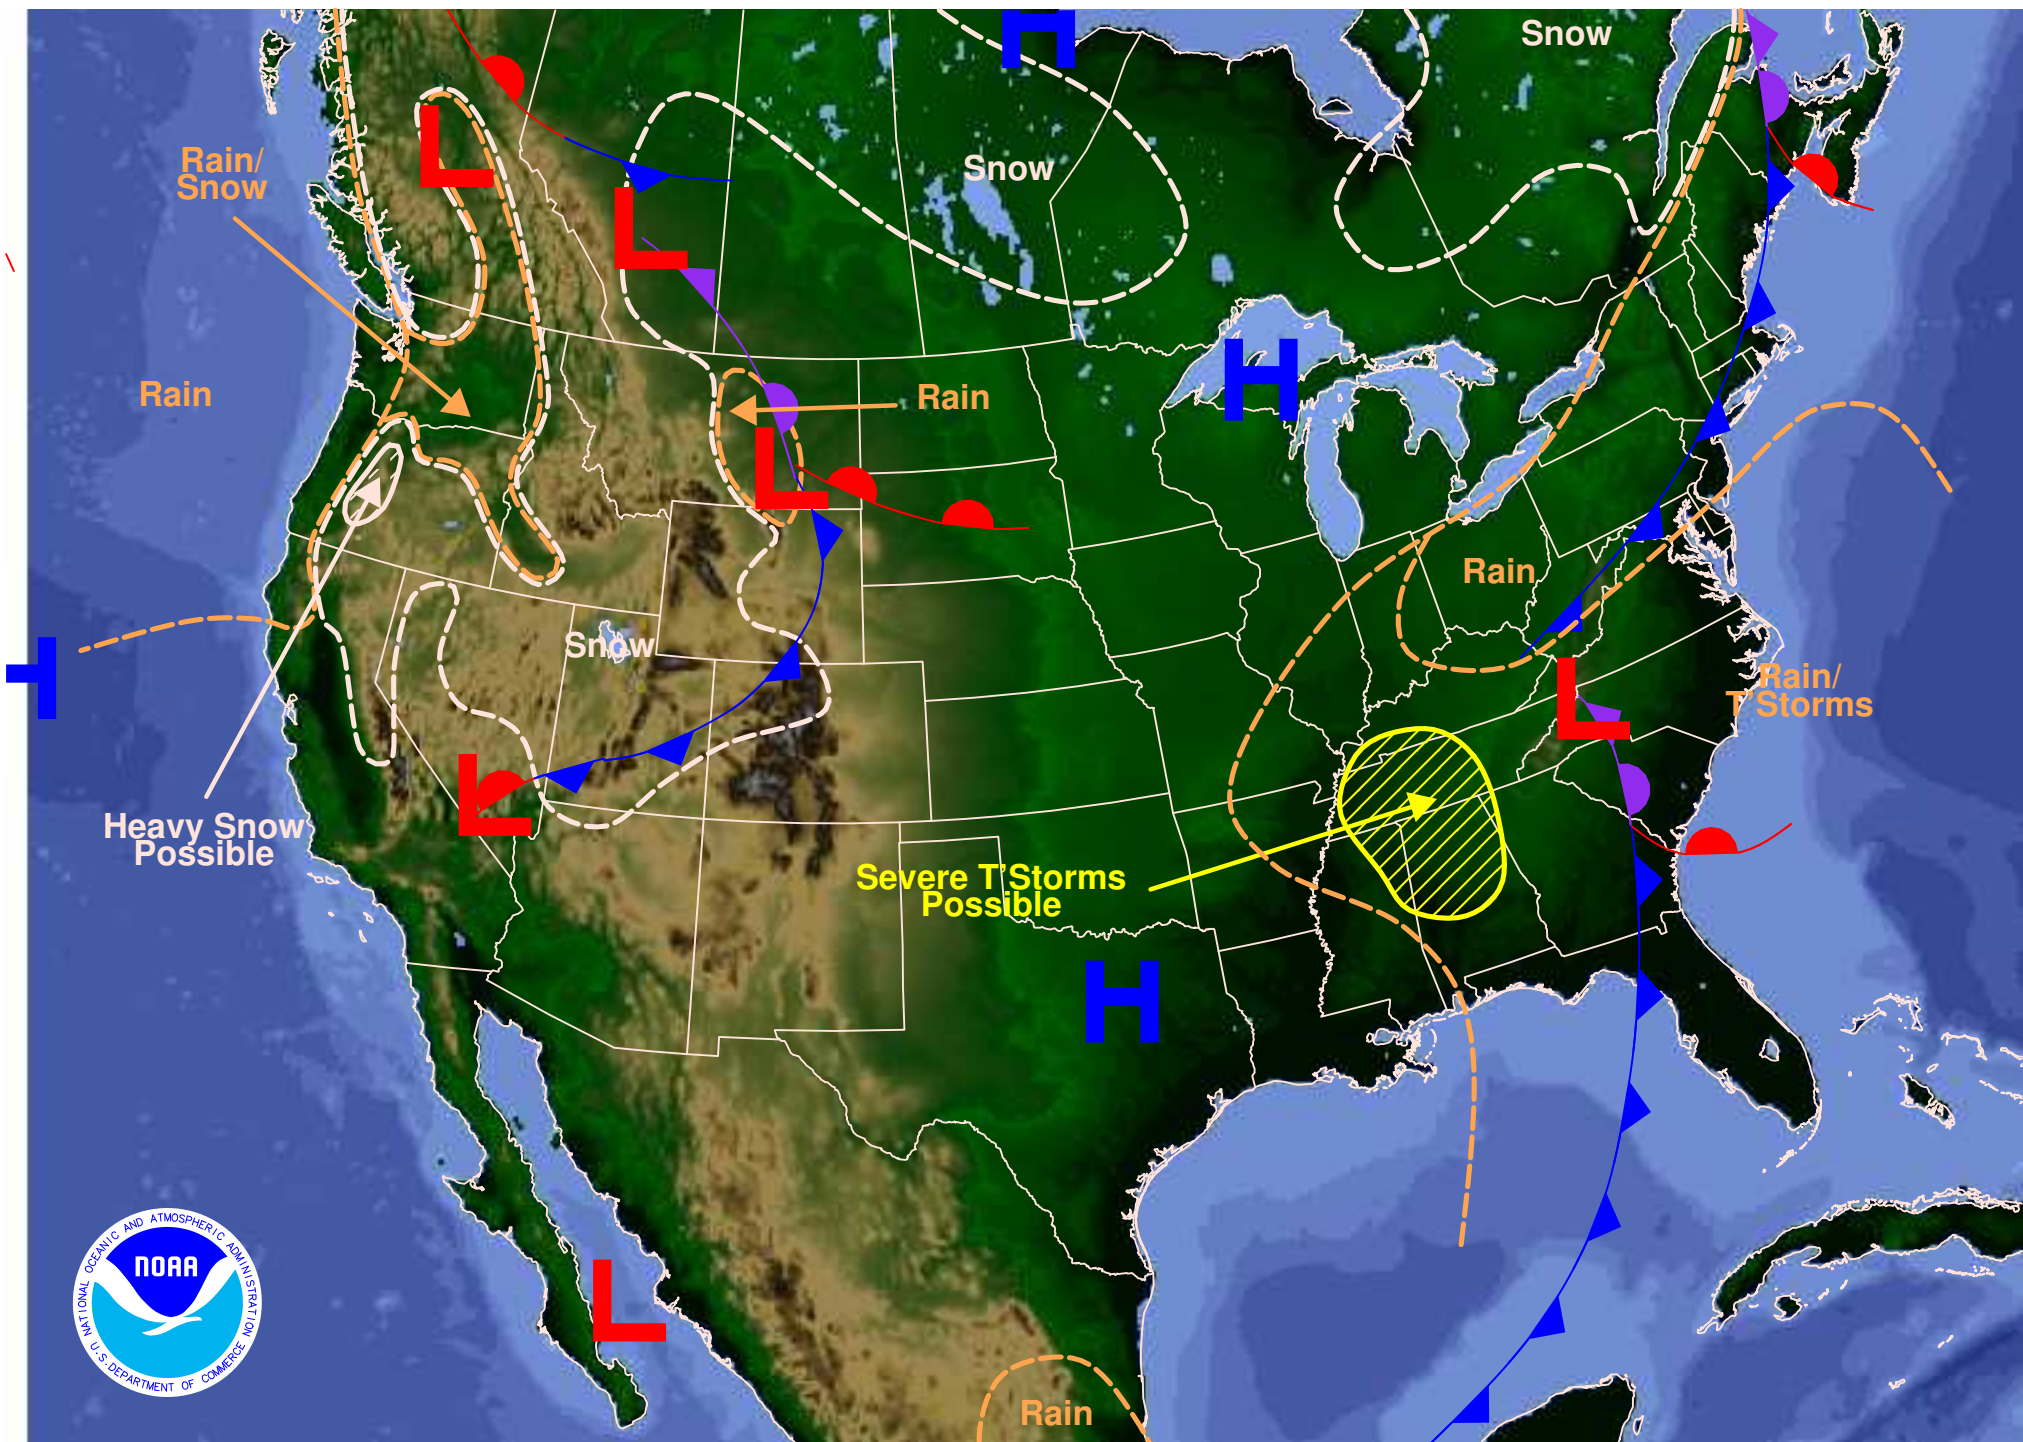 H
Snow
L
Rain/
Snow
Snow
L
H
Rain
Rain
L
Rain
H
Snow
L
Rain/
T'Storms
L
Heavy Snow
Possible
Severe T'Storms
Possible
H
NATIONAL OCEANIC AND ATMOSPHERIC ADMINISTRATION
NOAA
U.S. DEPARTMENT OF COMMERCE
L
Rain